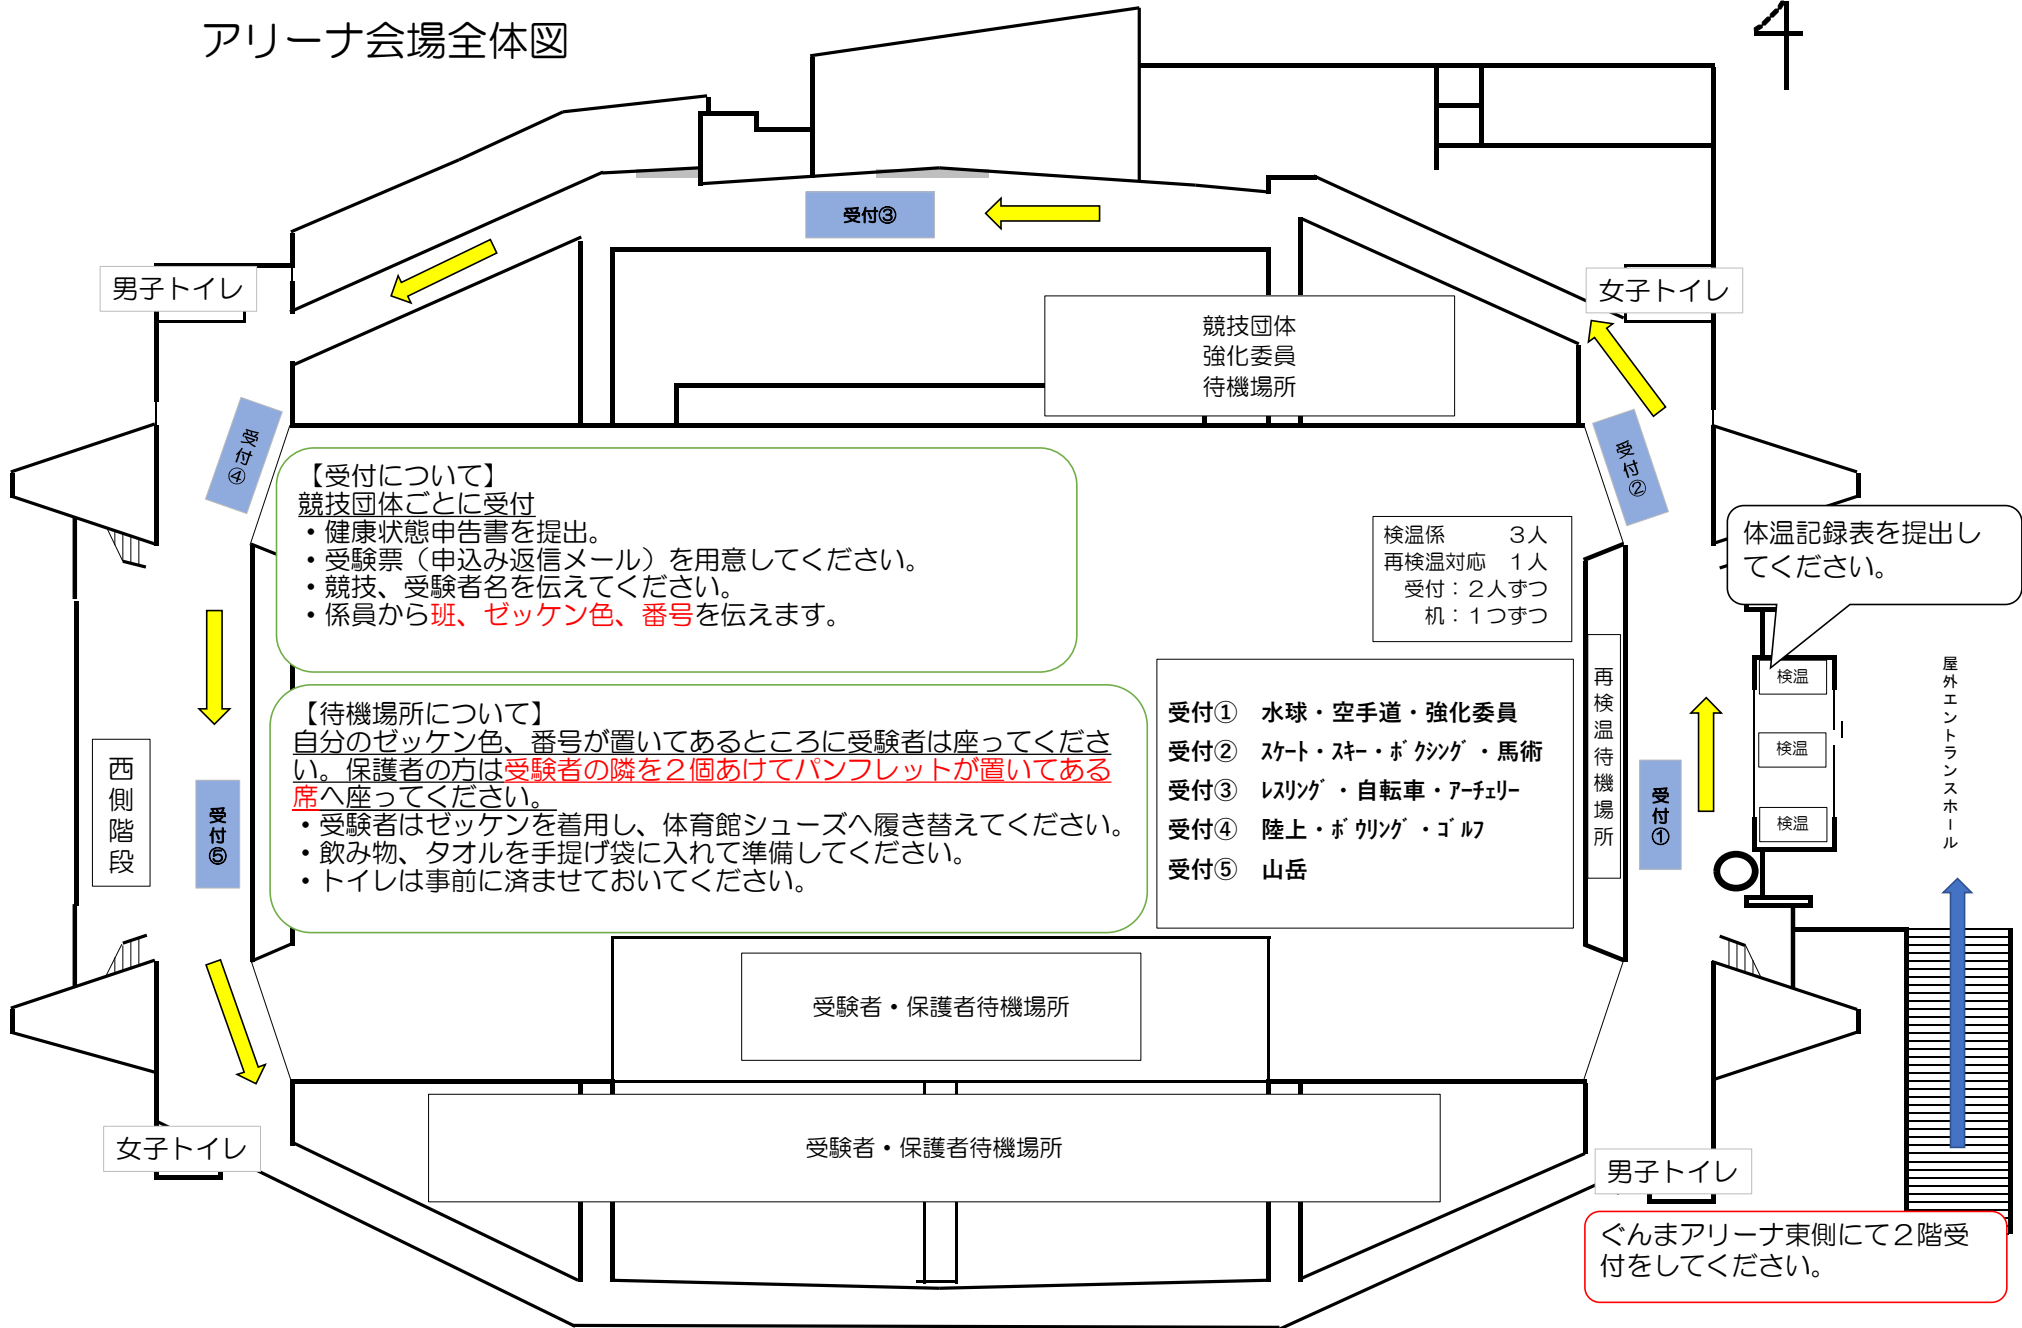 アリーナ会場全体図
受付③
男子トイレ
女子トイレ
競技団体
強化委員
待機場所
受付④
受付②
【受付について】
競技団体ごとに受付
・健康状態申告書を提出。
・受験票（申込み返信メール）を用意してください。
・競技、受験者名を伝えてください。
・係員から班、ゼッケン色、番号を伝えます。
検温係　　　３人
再検温対応　１人
受付：２人ずつ
机：１つずつ
体温記録表を提出し
てください。
【待機場所について】
自分のゼッケン色、番号が置いてあるところに受験者は座ってくださ
い。保護者の方は受験者の隣を２個あけてパンフレットが置いてある
席へ座ってください。
・受験者はゼッケンを着用し、体育館シューズへ履き替えてください。
・飲み物、タオルを手提げ袋に入れて準備してください。
・トイレは事前に済ませておいてください。
受付①　水球・空手道・強化委員
受付②　ｽｹｰﾄ・ｽｷｰ・ﾎﾞｸｼﾝｸﾞ・馬術
受付③　ﾚｽﾘﾝｸﾞ・自転車・ｱｰﾁｪﾘｰ
受付④　陸上・ﾎﾞｳﾘﾝｸﾞ・ｺﾞﾙﾌ
受付⑤　山岳
再検温待機場所
検温
検温
検温
屋外エントランスホール
西側階段
受付⑤
受付①
受験者・保護者待機場所
受験者・保護者待機場所
女子トイレ
男子トイレ
ぐんまアリーナ東側にて２階受
付をしてください。